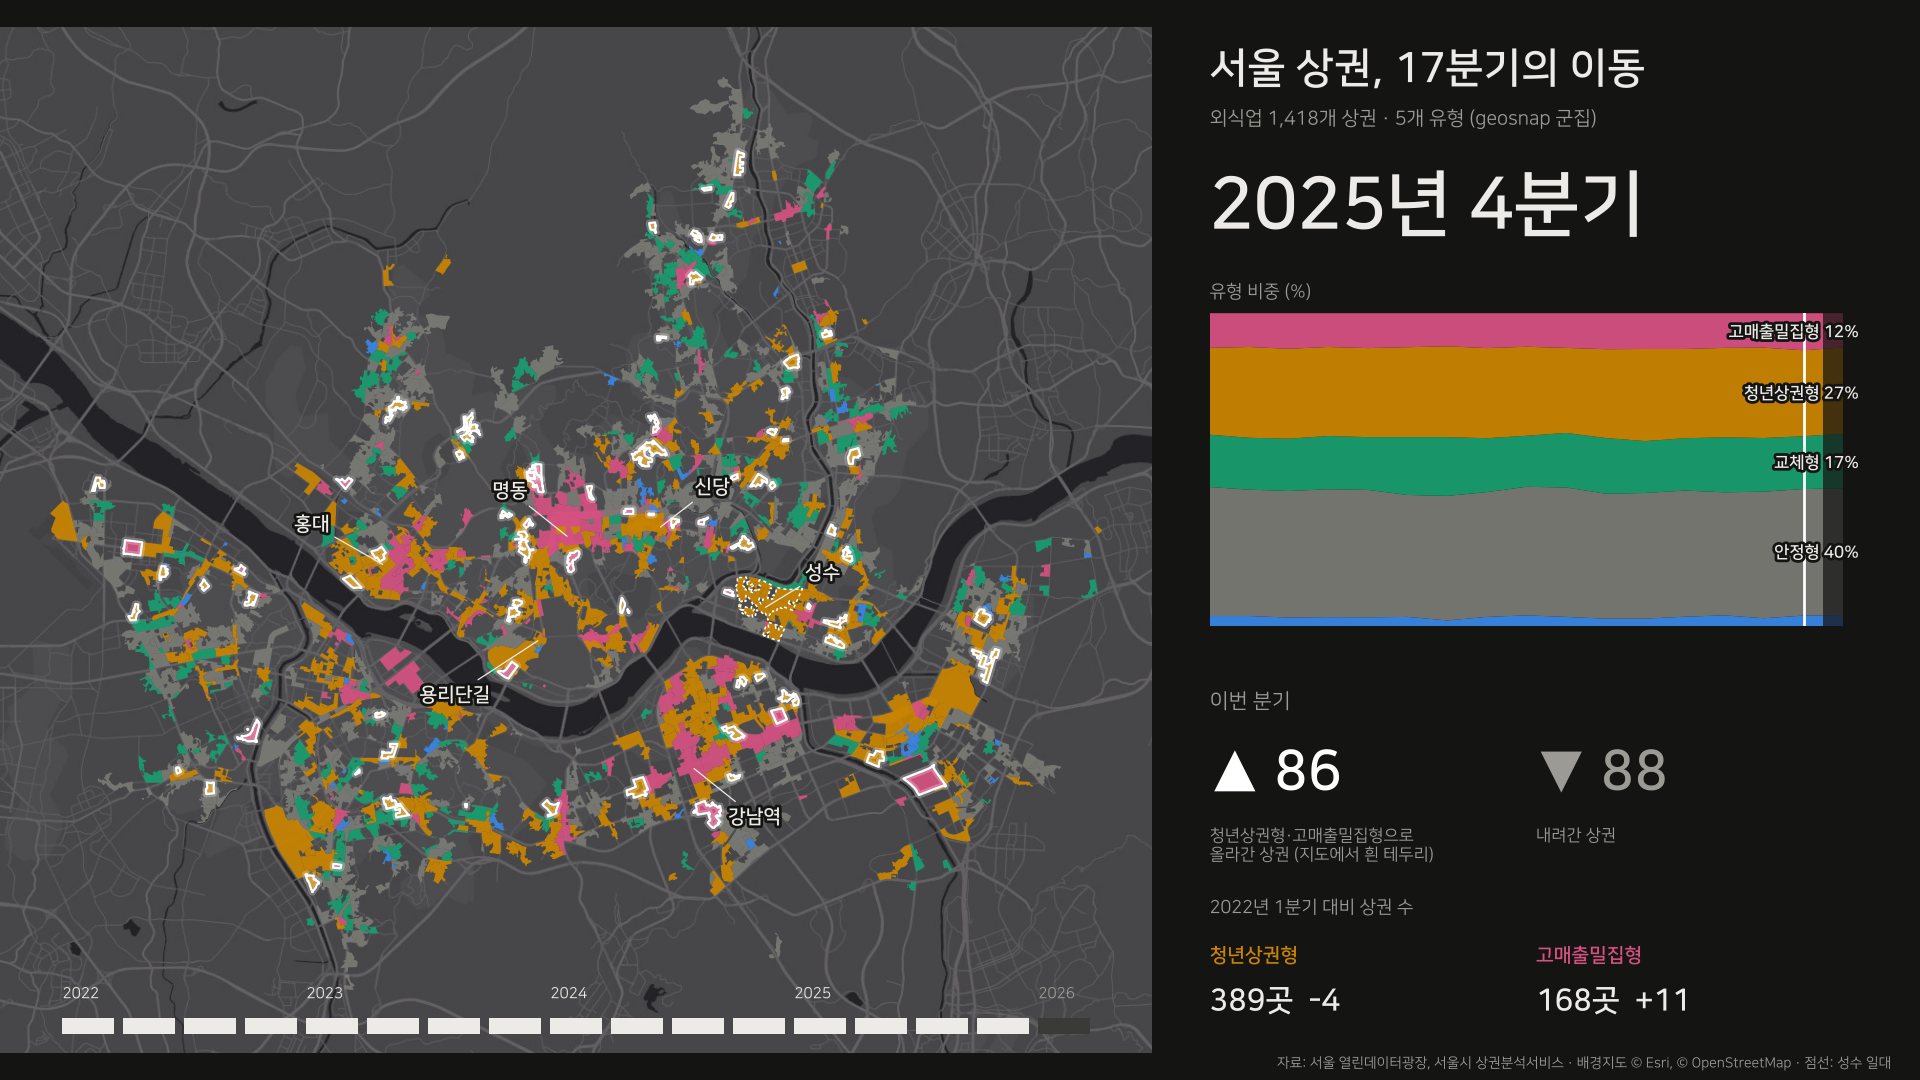 서울 상권, 17분기의 이동
외식업 1,418개 상권 · 5개 유형 (geosnap 군집)
2025년 4분기
유형 비중 (%)
고매출밀집형 12%
청년상권형 27%
교체형 17%
안정형 40%
이번 분기
▲ 86
▼ 88
청년상권형·고매출밀집형으로
올라간 상권 (지도에서 흰 테두리)
내려간 상권
2022년 1분기 대비 상권 수
청년상권형
고매출밀집형
389곳 -4
168곳 +11
명동
신당
홍대
성수
용리단길
강남역
2022
2023
2024
2025
2026
자료: 서울 열린데이터광장, 서울시 상권분석서비스 · 배경지도 © Esri, © OpenStreetMap · 점선: 성수 일대